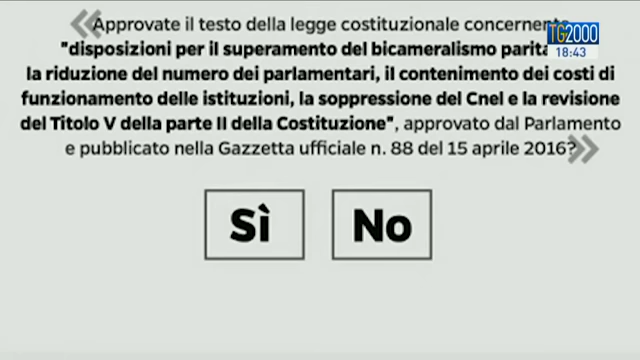 « Approvate il testo della legge costituzionale concernente
"disposizioni per il superamento del bicameralismo
la riduzione del numero dei parlamentari, il contenimento dei costi di
funzionamento delle istituzioni, la soppressione del Cnel e la revisione
del Titolo V della parte II della Costituzione", approvato dal Parlamento
e pubblicato nella Gazzetta ufficiale n. 88 del 15 aprile 2016? »
Sì No
TG2000
18:43